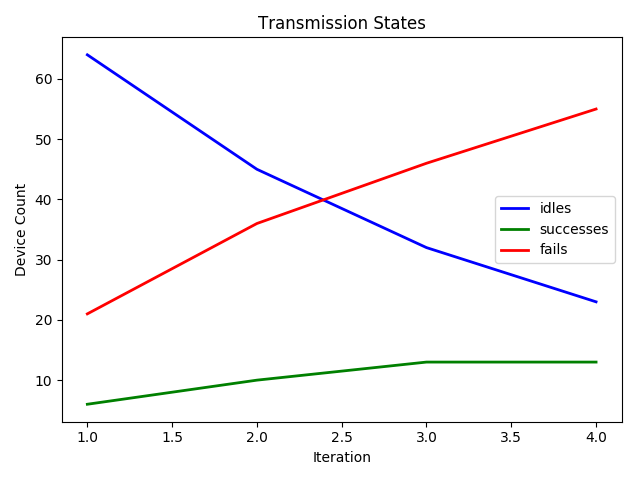 Transmission States
60
50
40
30
20
10
Device Count
idles
successes
fails
1.0 1.5 2.0 2.5 3.0 3.5 4.0
Iteration